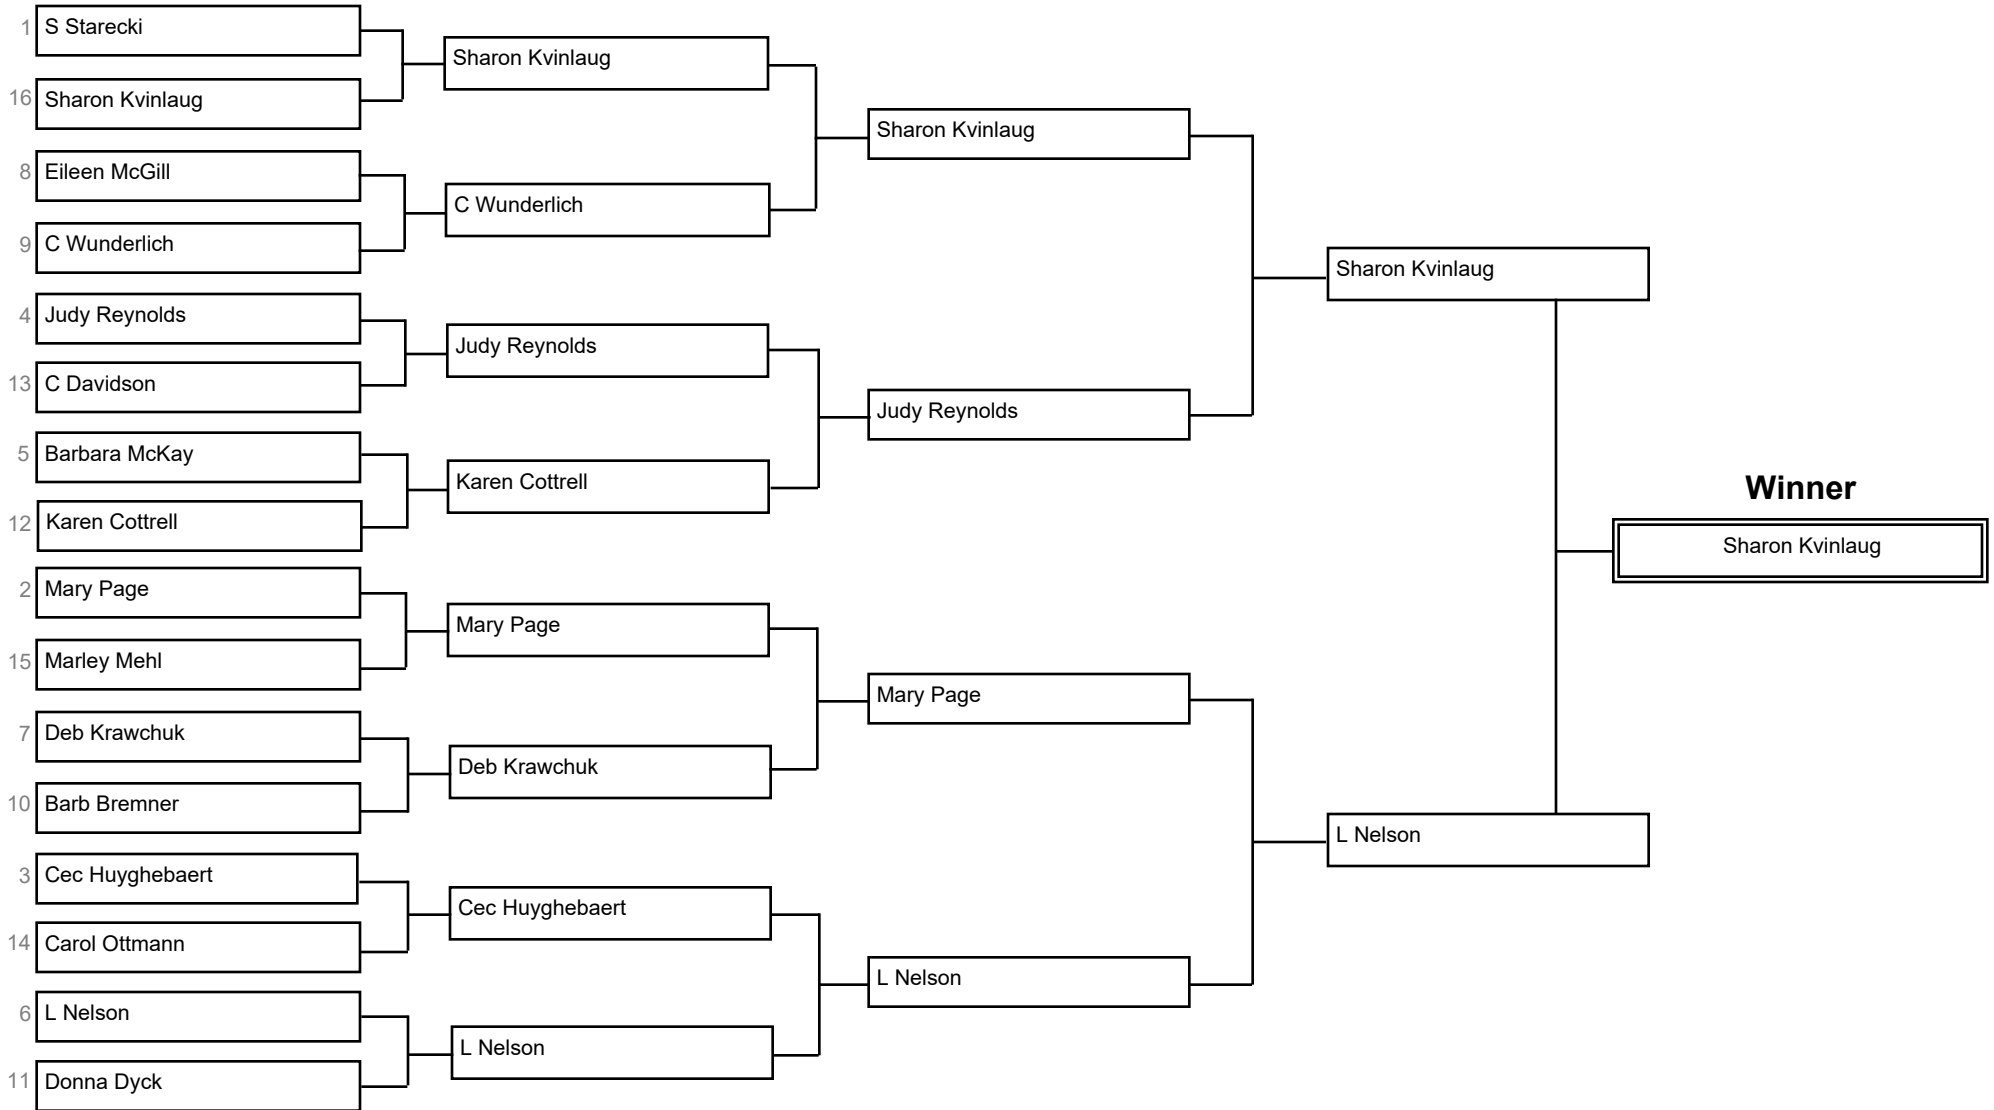 1 S Starecki
16 Sharon Kvinlaug
8 Eileen McGill
9 C Wunderlich
4 Judy Reynolds
13 C Davidson
5 Barbara McKay
12 Karen Cottrell
2 Mary Page
15 Marley Mehl
7 Deb Krawchuk
10 Barb Bremner
3 Cec Huyghebaert
14 Carol Ottmann
6 L Nelson
11 Donna Dyck
Sharon Kvinlaug
C Wunderlich
Judy Reynolds
Karen Cottrell
Mary Page
Deb Krawchuk
Cec Huyghebaert
L Nelson
Sharon Kvinlaug
Judy Reynolds
Mary Page
L Nelson
Sharon Kvinlaug
L Nelson
Winner
Sharon Kvinlaug